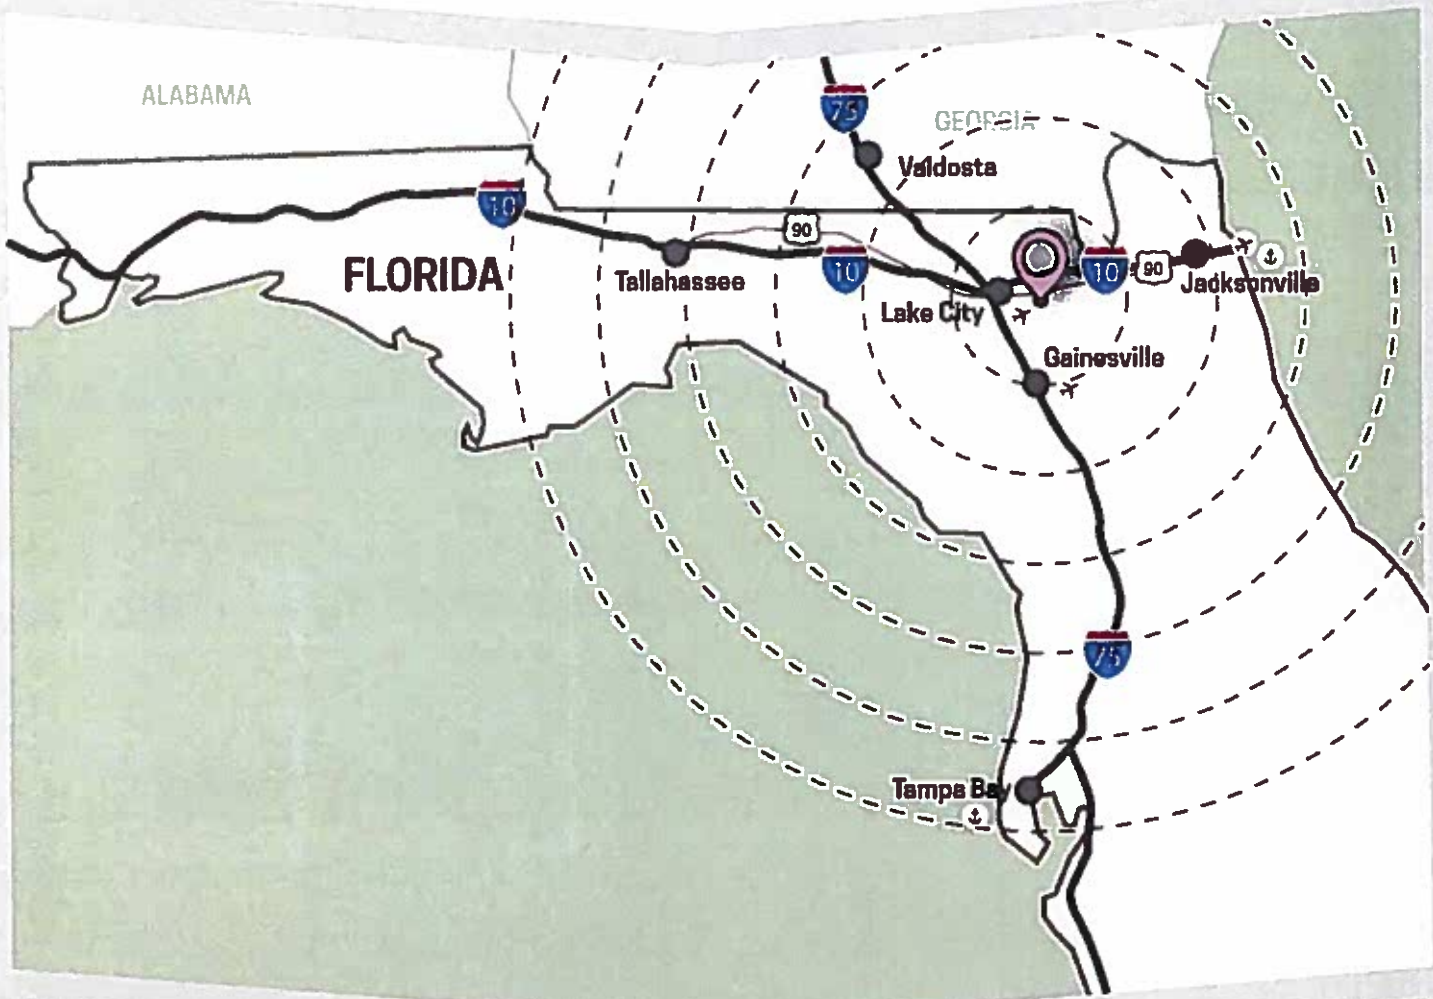 ALABAMA
75
GEORGIA
Valdosta
10
90
FLORIDA
Tallahassee
10
10
90
Jacksonville
Lake City
Gainesville
75
Tampa Bay